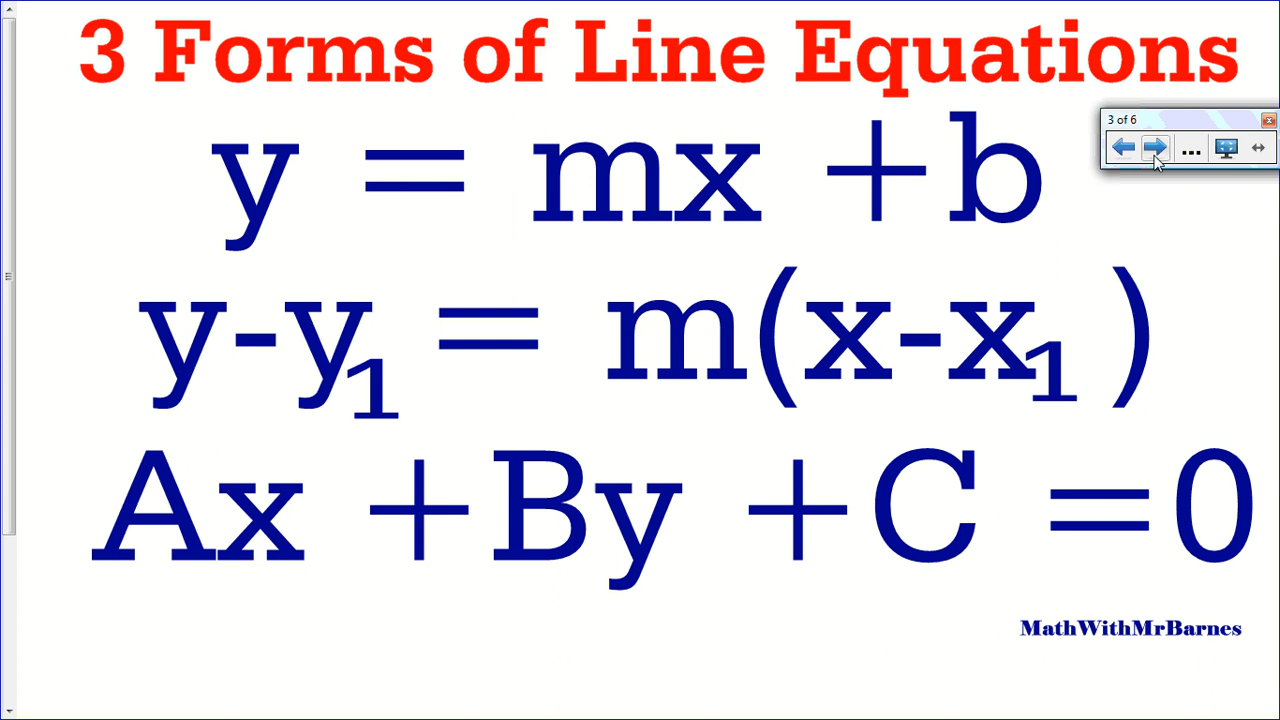 3 Forms of Line Equations
3 of 6
y = mx + b
y-y₁ = m(x-x₁ )
Ax +By +C =0
MathWithMrBarnes